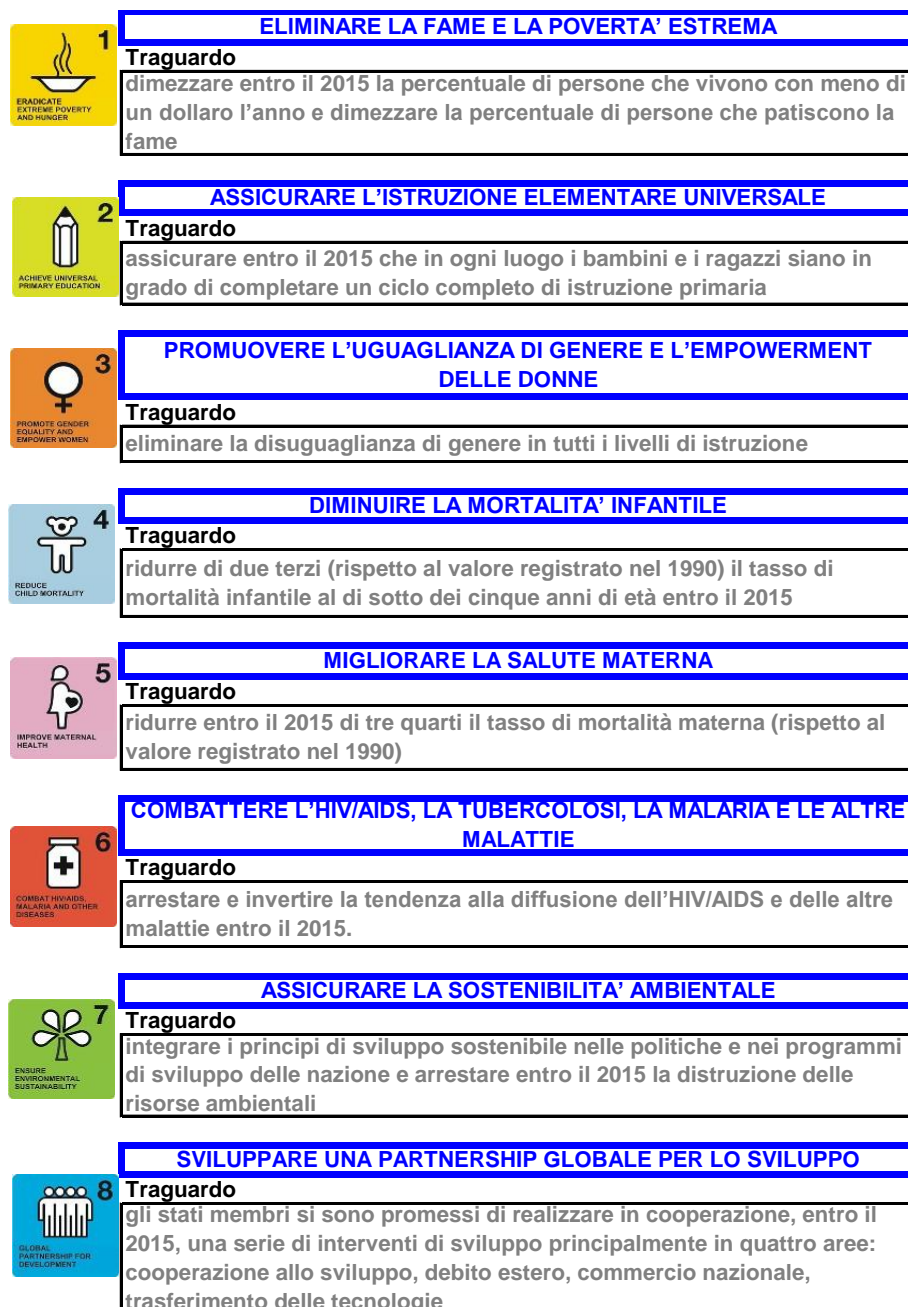 1
ERADICATE
EXTREME POVERTY
AND HUNGER
ELIMINARE LA FAME E LA POVERTA’ ESTREMA
Traguardo
dimezzare entro il 2015 la percentuale di persone che vivono con meno di
un dollaro l’anno e dimezzare la percentuale di persone che patiscono la
fame
2
ACHIEVE UNIVERSAL
PRIMARY EDUCATION
ASSICURARE L’ISTRUZIONE ELEMENTARE UNIVERSALE
Traguardo
assicurare entro il 2015 che in ogni luogo i bambini e i ragazzi siano in
grado di completare un ciclo completo di istruzione primaria
3
PROMOTE GENDER
EQUALITY AND
EMPOWER WOMEN
PROMUOVERE L’UGUAGLIANZA DI GENERE E L’EMPOWERMENT
DELLE DONNE
Traguardo
eliminare la disuguaglianza di genere in tutti i livelli di istruzione
4
REDUCE
CHILD MORTALITY
DIMINUIRE LA MORTALITA’ INFANTILE
Traguardo
ridurre di due terzi (rispetto al valore registrato nel 1990) il tasso di
mortalità infantile al di sotto dei cinque anni di età entro il 2015
5
IMPROVE MATERNAL
HEALTH
MIGLIORARE LA SALUTE MATERNA
Traguardo
ridurre entro il 2015 di tre quarti il tasso di mortalità materna (rispetto al
valore registrato nel 1990)
6
COMBAT HIV/AIDS,
MALARIA AND OTHER
DISEASES
COMBATTERE L’HIV/AIDS, LA TUBERCOLOSI, LA MALARIA E LE ALTRE
MALATTIE
Traguardo
arrestare e invertire la tendenza alla diffusione dell’HIV/AIDS e delle altre
malattie entro il 2015.
7
ENSURE
ENVIRONMENTAL
SUSTAINABILITY
ASSICURARE LA SOSTENIBILITA’ AMBIENTALE
Traguardo
integrare i principi di sviluppo sostenibile nelle politiche e nei programmi
di sviluppo delle nazione e arrestare entro il 2015 la distruzione delle
risorse ambientali
8
GLOBAL
PARTNERSHIP FOR
DEVELOPMENT
SVILUPPARE UNA PARTNERSHIP GLOBALE PER LO SVILUPPO
Traguardo
gli stati membri si sono promessi di realizzare in cooperazione, entro il
2015, una serie di interventi di sviluppo principalmente in quattro aree:
cooperazione allo sviluppo, debito estero, commercio nazionale,
trasferimento delle tecnologie